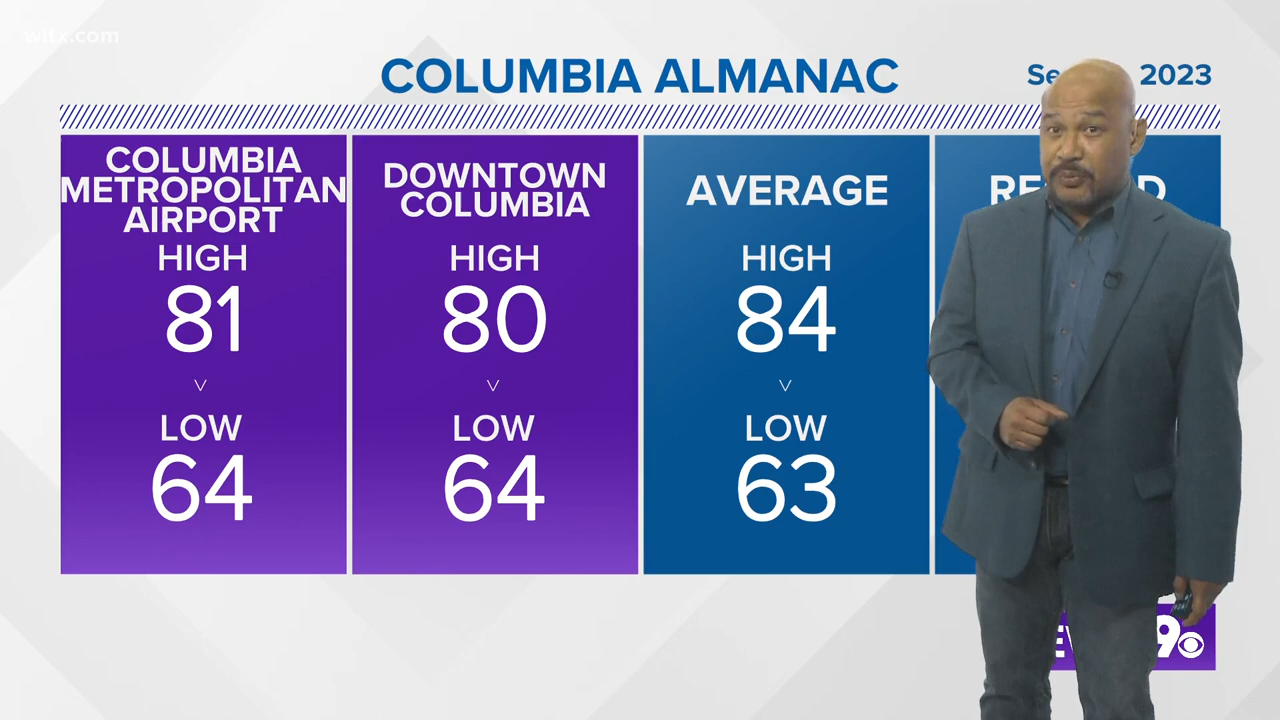 wltx.com
COLUMBIA ALMANAC
2023
COLUMBIA
METROPOLITAN
AIRPORT
HIGH
81
LOW
64
DOWNTOWN
COLUMBIA
HIGH
80
LOW
64
AVERAGE
HIGH
84
LOW
63
9